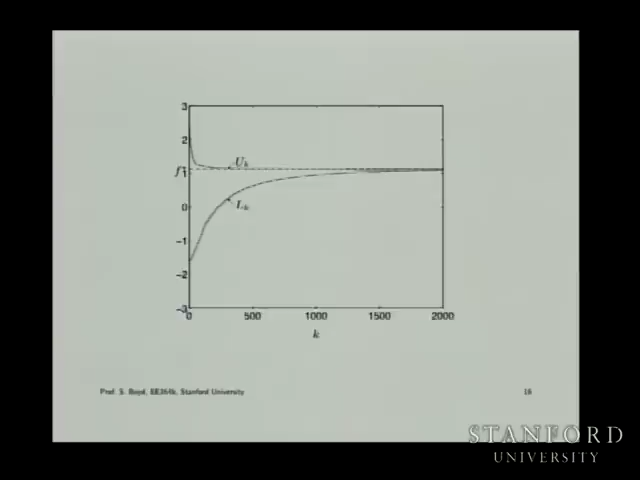 3
2
f*
1
0
−1
−2
−3
U_k
L_k
0 500 1000 1500 2000
k
Prof. S. Boyd, EE364b, Stanford University
STANFORD
UNIVERSITY